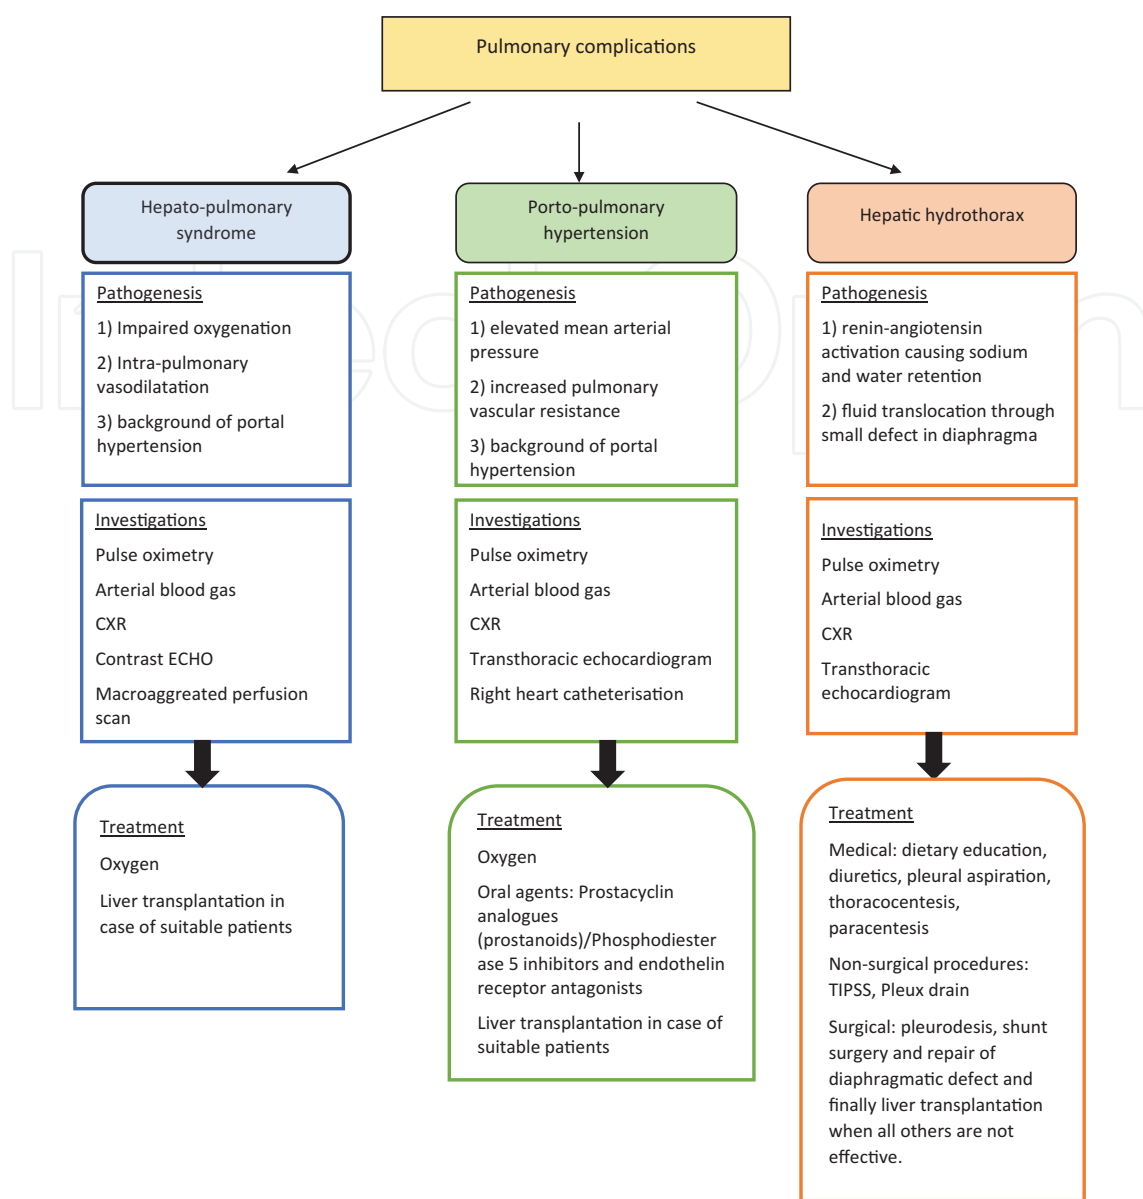 Pulmonary complications
Hepato-pulmonary
syndrome
Pathogenesis
1) Impaired oxygenation
2) Intra-pulmonary
vasodilatation
3) background of portal
hypertension
Investigations
Pulse oximetry
Arterial blood gas
CXR
Contrast ECHO
Macroaggreated perfusion
scan
Treatment
Oxygen
Liver transplantation in
case of suitable patients
Porto-pulmonary
hypertension
Pathogenesis
1) elevated mean arterial
pressure
2) increased pulmonary
vascular resistance
3) background of portal
hypertension
Investigations
Pulse oximetry
Arterial blood gas
CXR
Transthoracic echocardiogram
Right heart catheterisation
Treatment
Oxygen
Oral agents: Prostacyclin
analogues
(prostanoids)/Phosphodiester
ase 5 inhibitors and endothelin
receptor antagonists
Liver transplantation in case of
suitable patients
Hepatic hydrothorax
Pathogenesis
1) renin-angiotensin
activation causing sodium
and water retention
2) fluid translocation through
small defect in diaphragma
Investigations
Pulse oximetry
Arterial blood gas
CXR
Transthoracic
echocardiogram
Treatment
Medical: dietary education,
diuretics, pleural aspiration,
thoracocentesis,
paracentesis
Non-surgical procedures:
TIPSS, Pleux drain
Surgical: pleurodesis, shunt
surgery and repair of
diaphragmatic defect and
finally liver transplantation
when all others are not
effective.